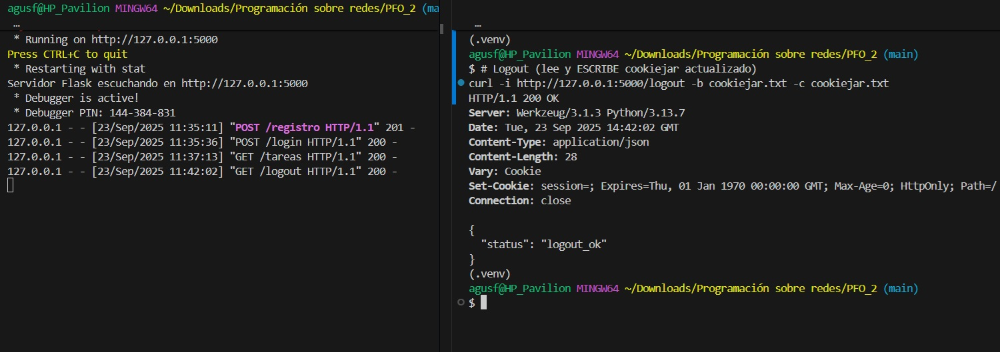 agusf@HP_Pavilion MINGW64 ~/Downloads/Programación sobre redes/PFO_2 (ma
…
 * Running on http://127.0.0.1:5000
Press CTRL+C to quit
 * Restarting with stat
Servidor Flask escuchando en http://127.0.0.1:5000
 * Debugger is active!
 * Debugger PIN: 144-384-831
127.0.0.1 - - [23/Sep/2025 11:35:11] "POST /registro HTTP/1.1" 201 -
127.0.0.1 - - [23/Sep/2025 11:35:36] "POST /login HTTP/1.1" 200 -
127.0.0.1 - - [23/Sep/2025 11:37:13] "GET /tareas HTTP/1.1" 200 -
127.0.0.1 - - [23/Sep/2025 11:42:02] "GET /logout HTTP/1.1" 200 -
…
(.venv)
agusf@HP_Pavilion MINGW64 ~/Downloads/Programación sobre redes/PFO_2 (main)
$ # Logout (lee y ESCRIBE cookiejar actualizado)
curl -i http://127.0.0.1:5000/logout -b cookiejar.txt -c cookiejar.txt
HTTP/1.1 200 OK
Server: Werkzeug/3.1.3 Python/3.13.7
Date: Tue, 23 Sep 2025 14:42:02 GMT
Content-Type: application/json
Content-Length: 28
Vary: Cookie
Set-Cookie: session=; Expires=Thu, 01 Jan 1970 00:00:00 GMT; Max-Age=0; HttpOnly; Path=/
Connection: close

{
  "status": "logout_ok"
}
(.venv)
agusf@HP_Pavilion MINGW64 ~/Downloads/Programación sobre redes/PFO_2 (main)
$